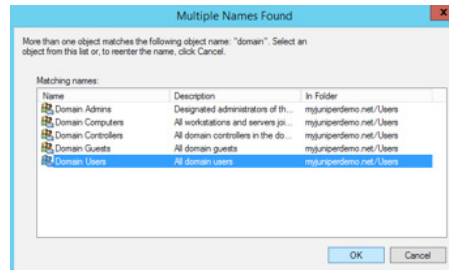 Multiple Names Found
x
More than one object matches the following object name: "domain". Select an
object from this list or, to reenter the name, click Cancel.
Matching names:
Name Description In Folder
Domain Admins Designated administrators of th... myjuniperdemo.net/Users
Domain Computers All workstations and servers joi... myjuniperdemo.net/Users
Domain Controllers All domain controllers in the do... myjuniperdemo.net/Users
Domain Guests All domain guests myjuniperdemo.net/Users
Domain Users All domain users myjuniperdemo.net/Users
OK Cancel